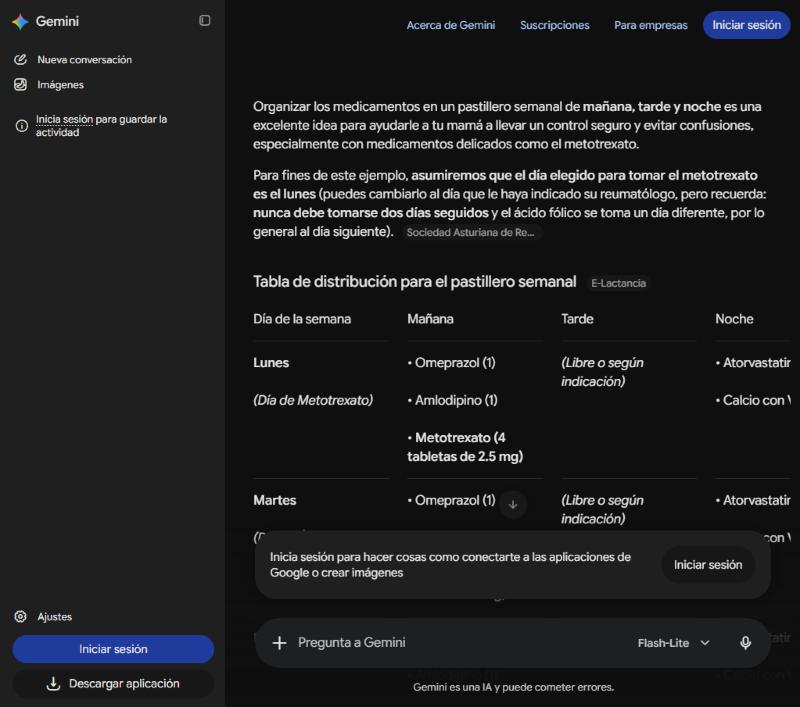 Gemini
Nueva conversación
Imágenes
Inicia sesión para guardar la
actividad
Ajustes
Iniciar sesión
Descargar aplicación
Acerca de Gemini
Suscripciones
Para empresas
Iniciar sesión
Organizar los medicamentos en un pastillero semanal de mañana, tarde y noche es una
excelente idea para ayudarle a tu mamá a llevar un control seguro y evitar confusiones,
especialmente con medicamentos delicados como el metotrexato.
Para fines de este ejemplo, asumiremos que el día elegido para tomar el metotrexato
es el lunes (puedes cambiarlo al día que le haya indicado su reumatólogo, pero recuerda:
nunca debe tomarse dos días seguidos y el ácido fólico se toma un día diferente, por lo
general al día siguiente). Sociedad Asturiana de Re...
Tabla de distribución para el pastillero semanal E-Lactancia
Día de la semana Mañana Tarde Noche
Lunes • Omeprazol (1) (Libre o según • Atorvastatin
indicación)
(Día de Metotrexato) • Amlodipino (1) • Calcio con
• Metotrexato (4
tabletas de 2.5 mg)
Martes • Omeprazol (1) (Libre o según • Atorvastatin
indicación)
Inicia sesión para hacer cosas como conectarte a las aplicaciones de
Google o crear imágenes
Iniciar sesión
Pregunta a Gemini Flash-Lite
• Amlodipino (1)
Gemini es una IA y puede cometer errores.